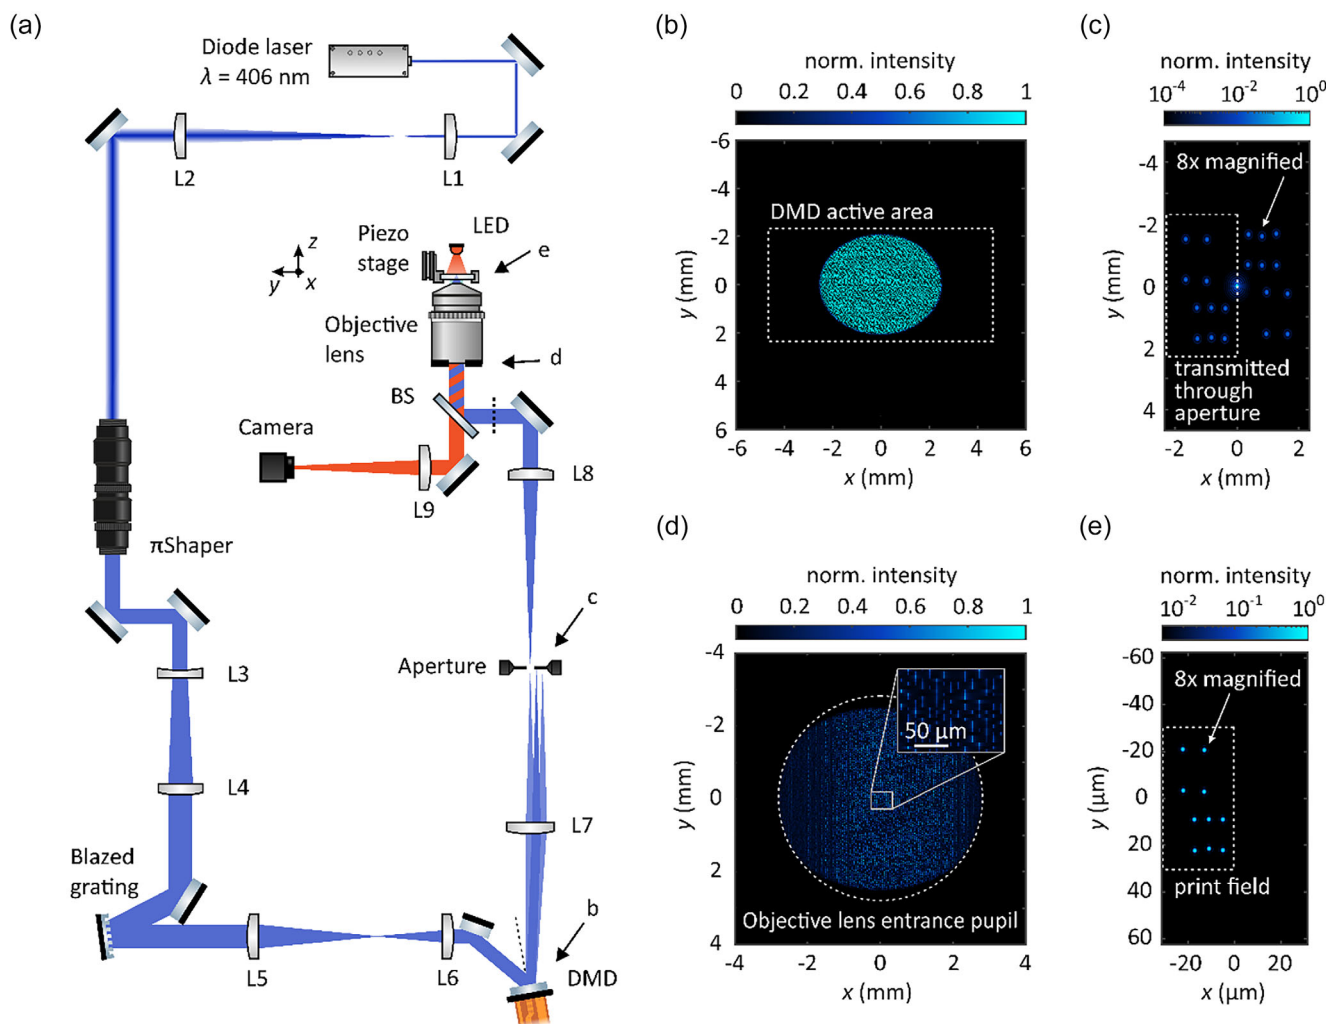 (a)
Diode laser
λ = 406 nm
L2
L1
LED
Piezo
stage
e
z
y
x
Objective
lens
d
BS
Camera
L8
L9
πShaper
c
Aperture
L3
L4
L7
Blazed
grating
b
L5
L6
DMD
(b)
norm. intensity
0 0.2 0.4 0.6 0.8 1
-6
-4
DMD active area
-2
0
2
4
6
y (mm)
-6 -4 -2 0 2 4 6
x (mm)
(c)
norm. intensity
10⁻⁴ 10⁻² 10⁰
-4
8x magnified
-2
0
2
4
y (mm)
transmitted
through
aperture
-2 0 2
x (mm)
(d)
norm. intensity
0 0.2 0.4 0.6 0.8 1
-4
-2
50 µm
0
2
4
y (mm)
Objective lens entrance pupil
-4 -2 0 2 4
x (mm)
(e)
norm. intensity
10⁻² 10⁻¹ 10⁰
-60
8x magnified
-40
-20
0
20
40
60
y (µm)
print field
-20 0 20
x (µm)